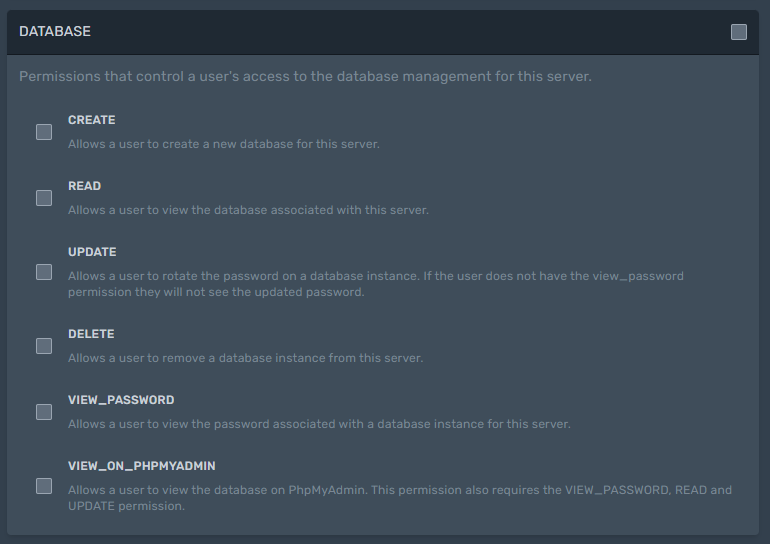 DATABASE
Permissions that control a user's access to the database management for this server.
CREATE
Allows a user to create a new database for this server.
READ
Allows a user to view the database associated with this server.
UPDATE
Allows a user to rotate the password on a database instance. If the user does not have the view_password
permission they will not see the updated password.
DELETE
Allows a user to remove a database instance from this server.
VIEW_PASSWORD
Allows a user to view the password associated with a database instance for this server.
VIEW_ON_PHPMYADMIN
Allows a user to view the database on PhpMyAdmin. This permission also requires the VIEW_PASSWORD, READ and
UPDATE permission.